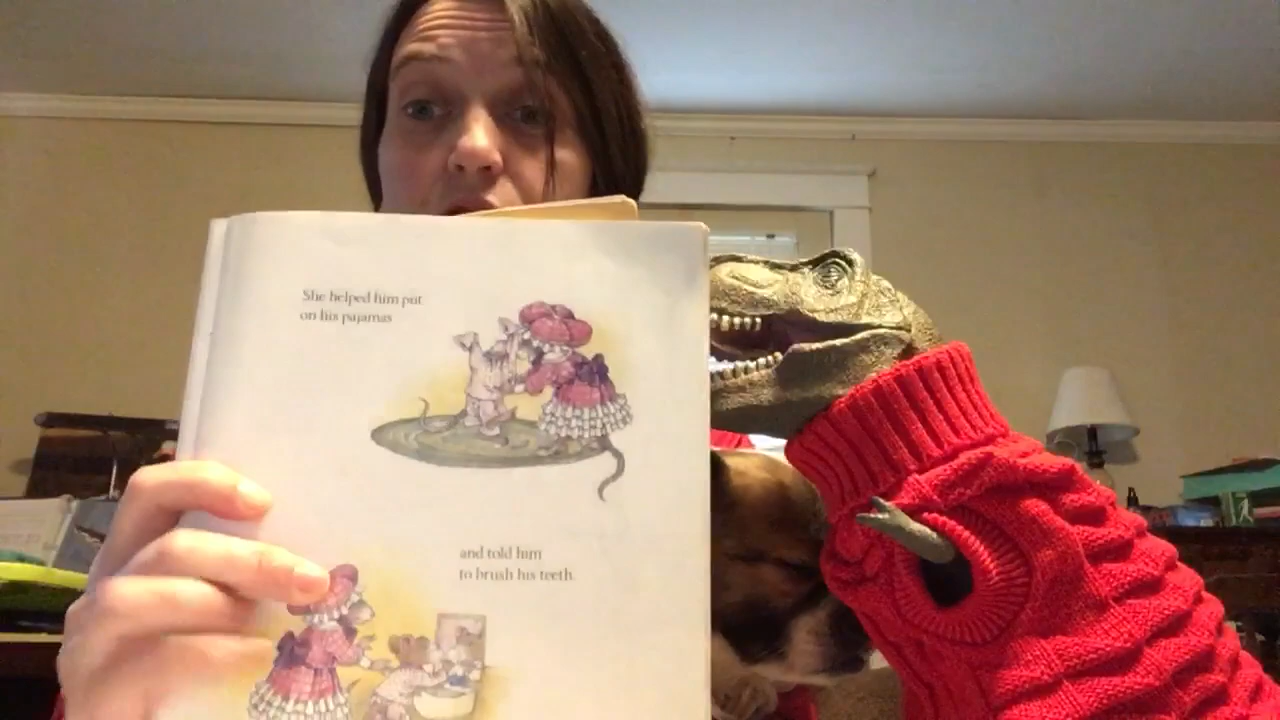 She helped him put
on his pajamas
and told him
to brush his teeth.